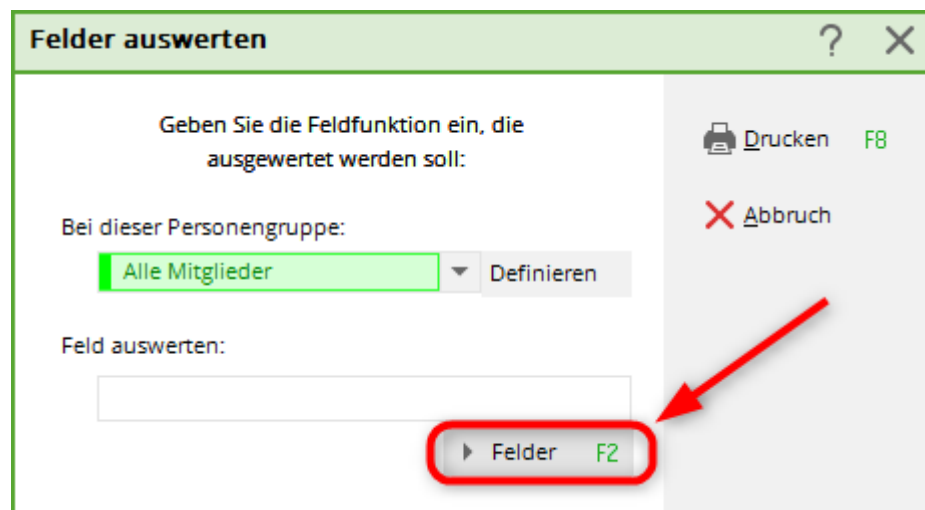 Felder auswerten
?
Geben Sie die Feldfunktion ein, die
ausgewertet werden soll:
Bei dieser Personengruppe:
Alle Mitglieder
Definieren
Feld auswerten:
Felder F2
Drucken F8
Abbruch